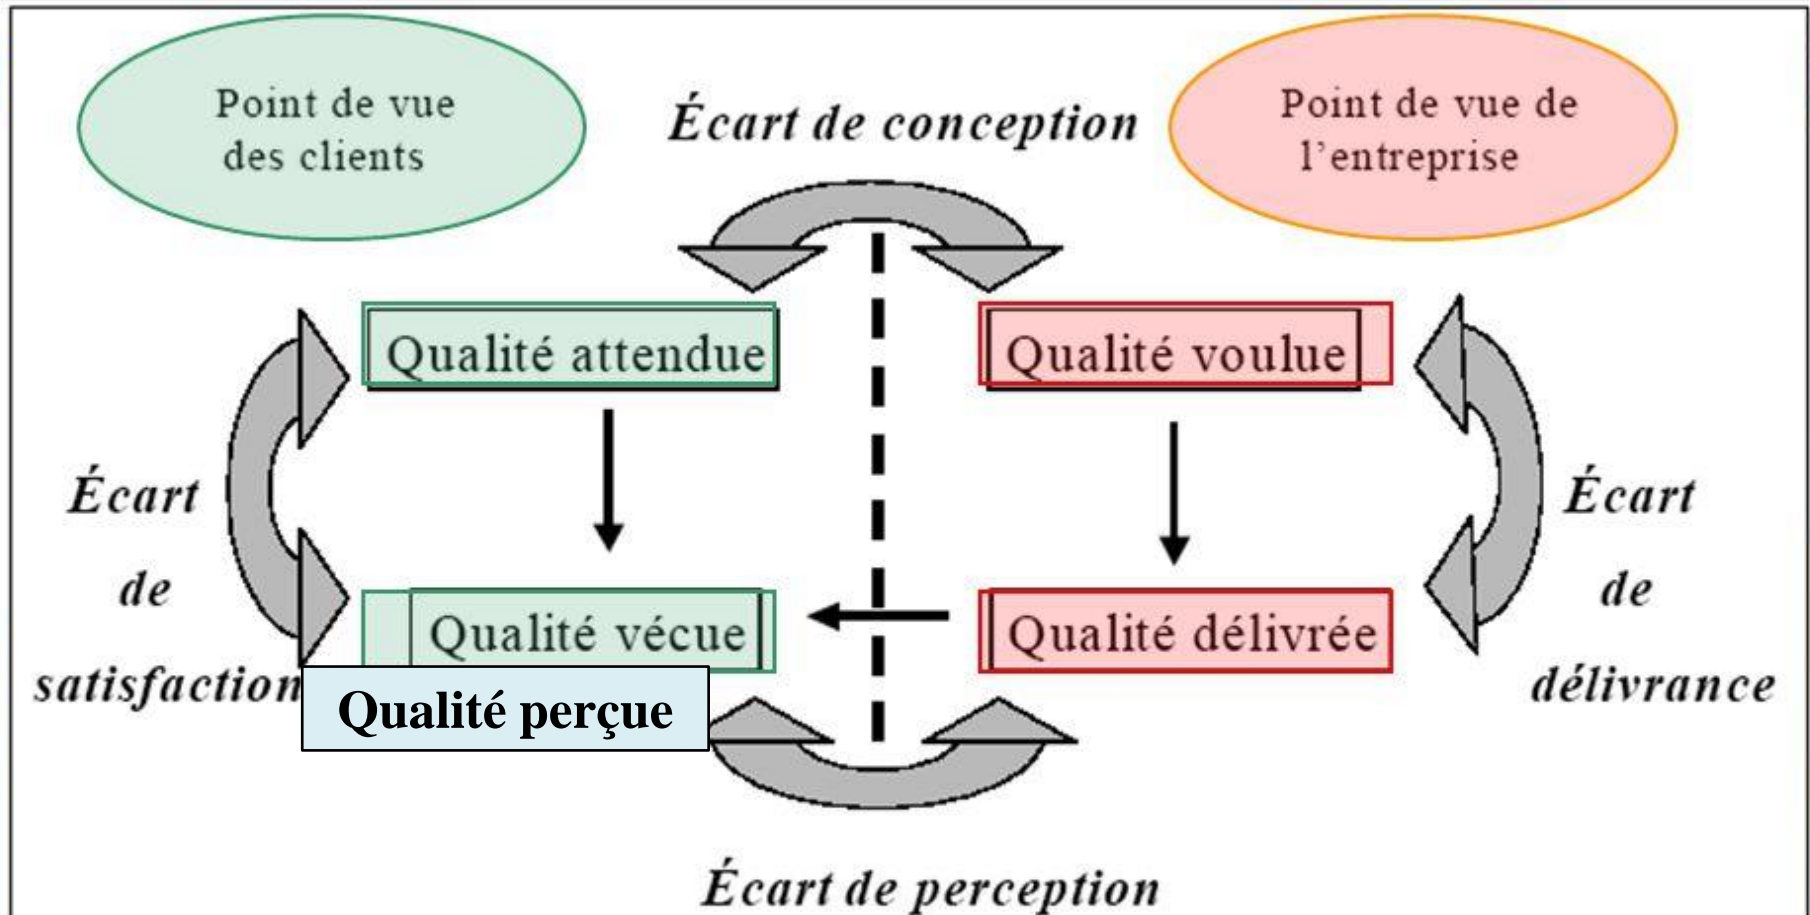 Point de vue
des clients
Écart de conception
Point de vue de
l’entreprise
Qualité attendue
Qualité voulue
Écart
de
satisfaction
Écart
de
délivrance
Qualité vécue
Qualité délivrée
Qualité perçue
Écart de perception